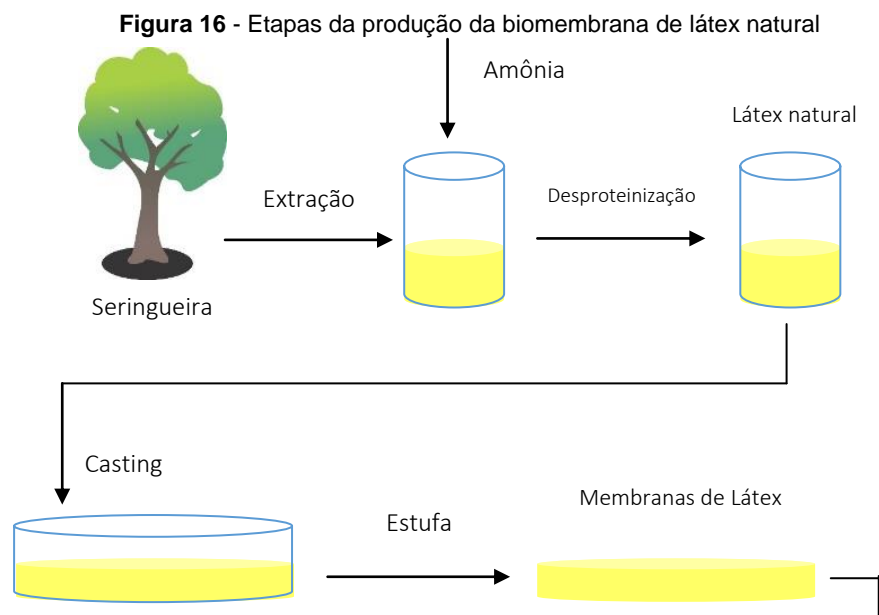 Figura 16 - Etapas da produção da biomembrana de látex natural
Amônia
Látex natural
Extração
Desproteinização
Seringueira
Casting
Estufa
Membranas de Látex